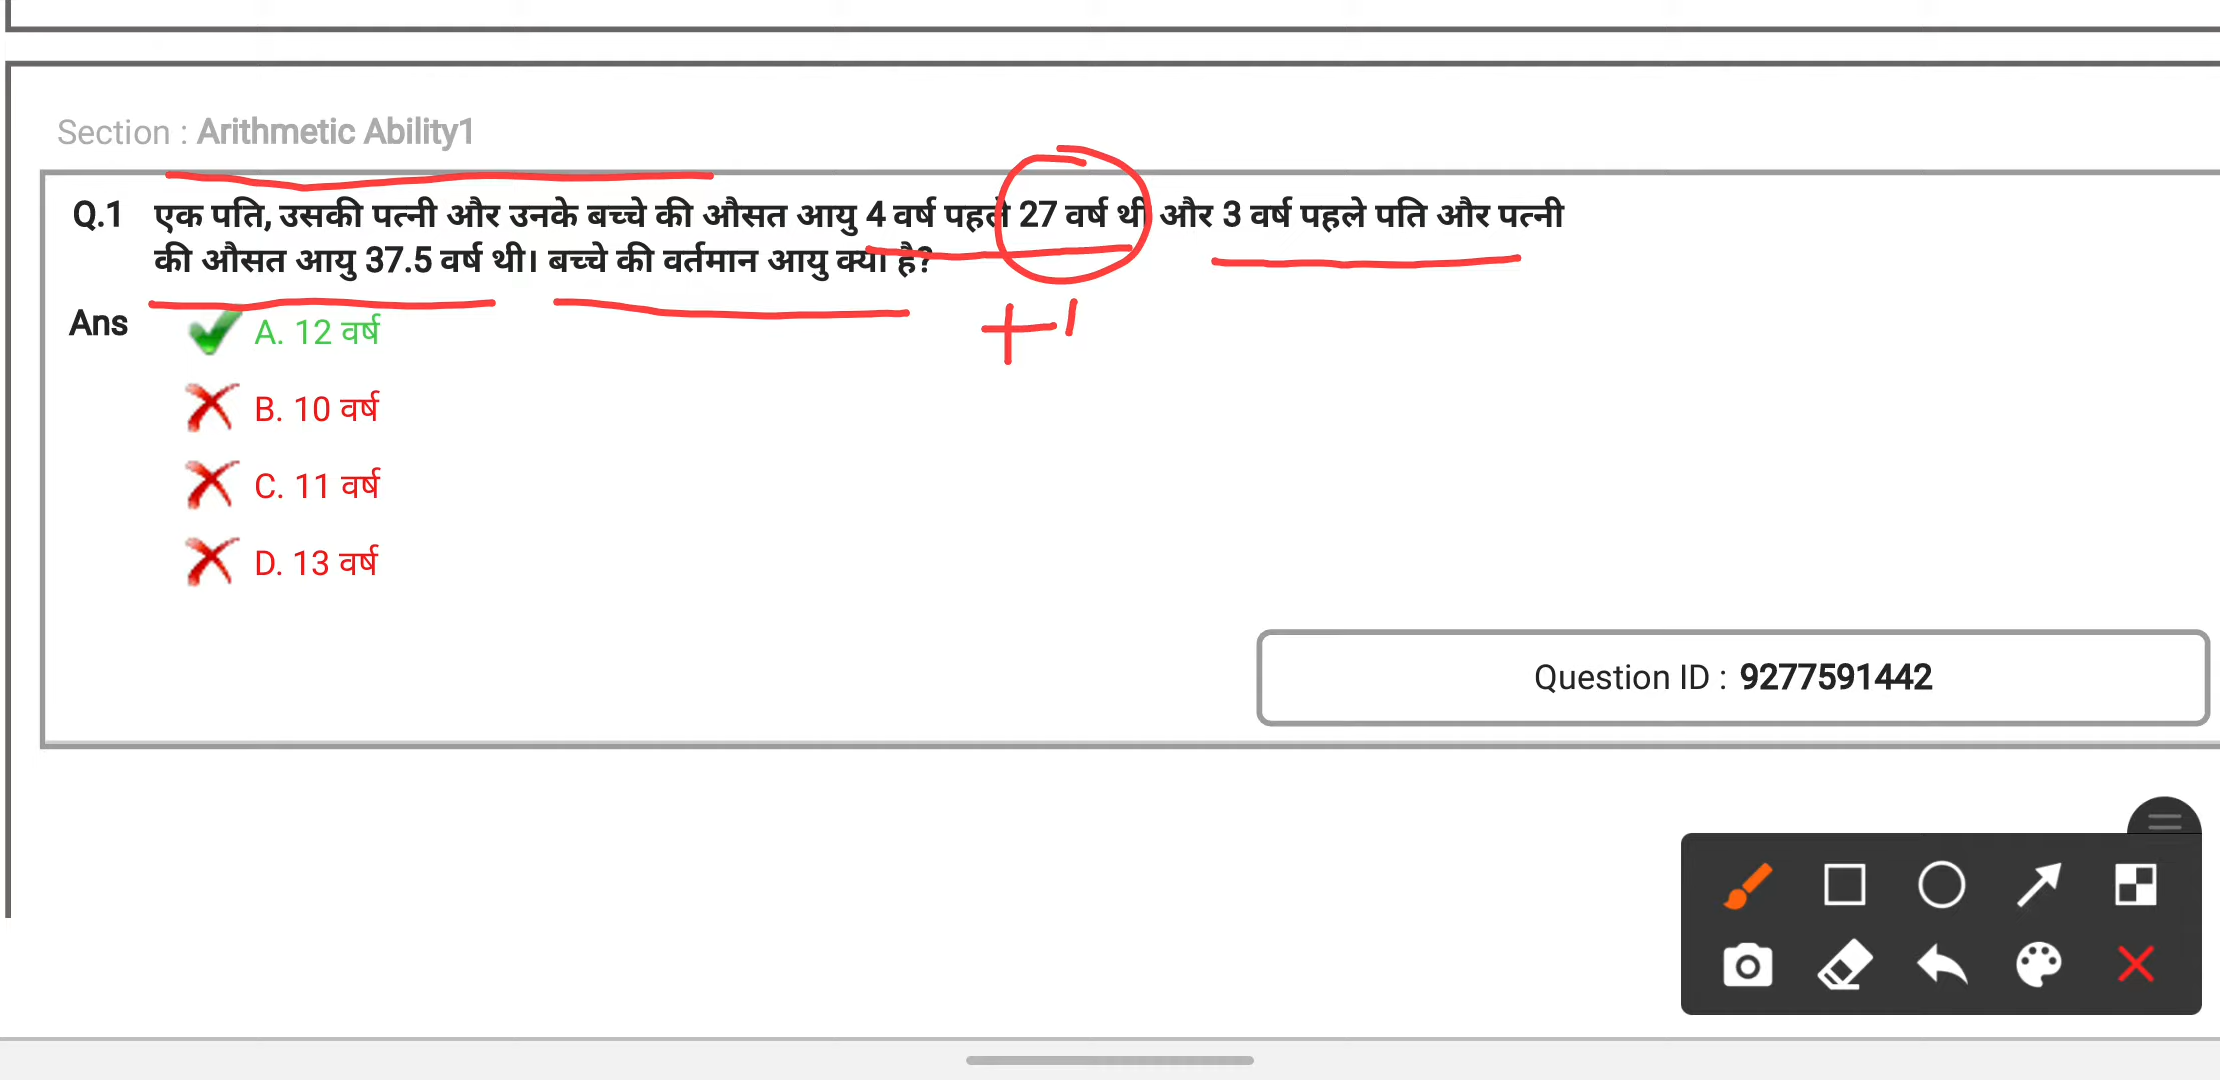 Section : Arithmetic Ability1
Q.1 एक पति, उसकी पत्नी और उनके बच्चे की औसत आयु 4 वर्ष पहले 27 वर्ष थी और 3 वर्ष पहले पति और पत्नी
की औसत आयु 37.5 वर्ष थी। बच्चे की वर्तमान आयु क्या है?
+1
Ans A. 12 वर्ष
B. 10 वर्ष
C. 11 वर्ष
D. 13 वर्ष
Question ID : 9277591442